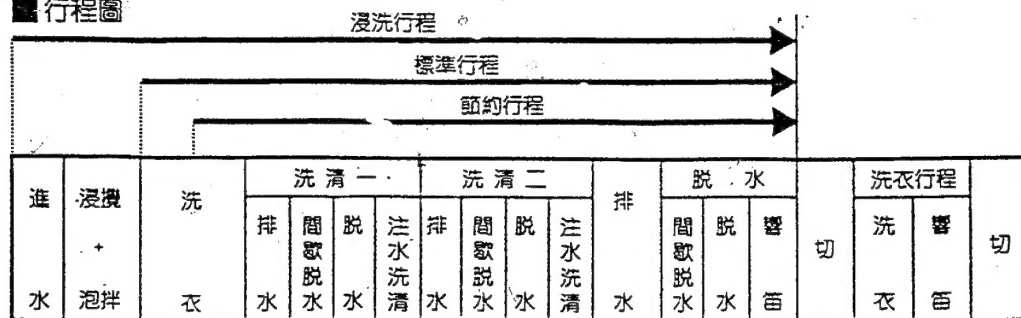 行程圖
浸洗行程
標準行程
節約行程
進水
浸泡+攪拌
洗衣
洗清一
排水
間歇脫水
脫水
注水洗清
洗清二
排水
間歇脫水
脫水
注水洗清
排水
脫水
間歇脫水
脫水
響笛
切
洗衣行程
洗衣
響笛
切